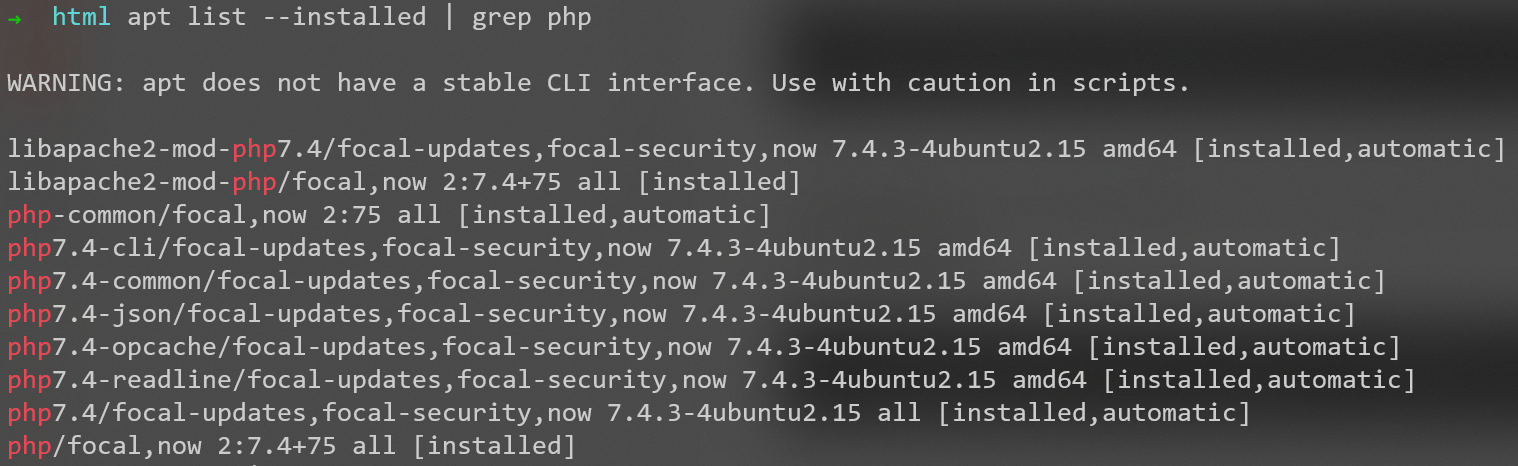 → html apt list --installed | grep php
WARNING: apt does not have a stable CLI interface. Use with caution in scripts.
libapache2-mod-php7.4/focal-updates,focal-security,now 7.4.3-4ubuntu2.15 amd64 [installed,automatic]
libapache2-mod-php/focal,now 2:7.4+75 all [installed]
php-common/focal,now 2:75 all [installed,automatic]
php7.4-cli/focal-updates,focal-security,now 7.4.3-4ubuntu2.15 amd64 [installed,automatic]
php7.4-common/focal-updates,focal-security,now 7.4.3-4ubuntu2.15 amd64 [installed,automatic]
php7.4-json/focal-updates,focal-security,now 7.4.3-4ubuntu2.15 amd64 [installed,automatic]
php7.4-opcache/focal-updates,focal-security,now 7.4.3-4ubuntu2.15 amd64 [installed,automatic]
php7.4-readline/focal-updates,focal-security,now 7.4.3-4ubuntu2.15 amd64 [installed,automatic]
php7.4/focal-updates,focal-security,now 7.4.3-4ubuntu2.15 all [installed,automatic]
php/focal,now 2:7.4+75 all [installed]